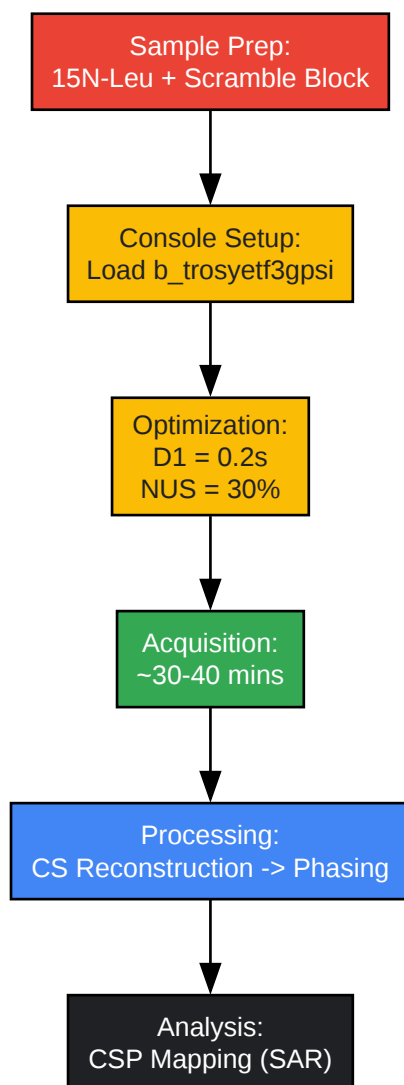 Sample Prep:
15N-Leu + Scramble Block
Console Setup:
Load b_trosyetf3gpsi
Optimization:
D1 = 0.2s
NUS = 30%
Acquisition:
~30-40 mins
Processing:
CS Reconstruction -> Phasing
Analysis:
CSP Mapping (SAR)